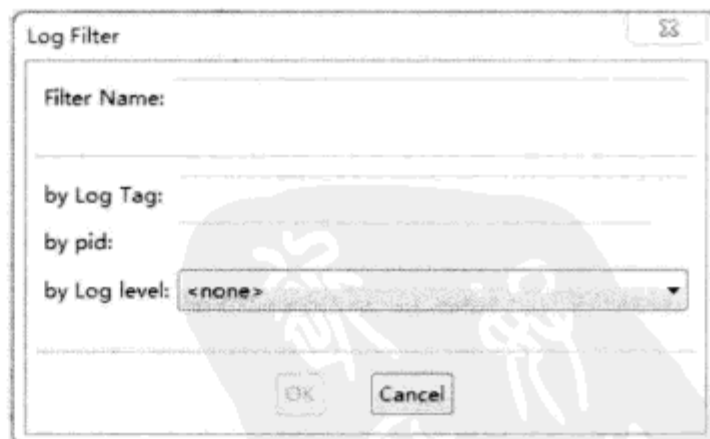 Log Filter
Filter Name:
by Log Tag:
by pid:
by Log level: <none>
OK Cancel